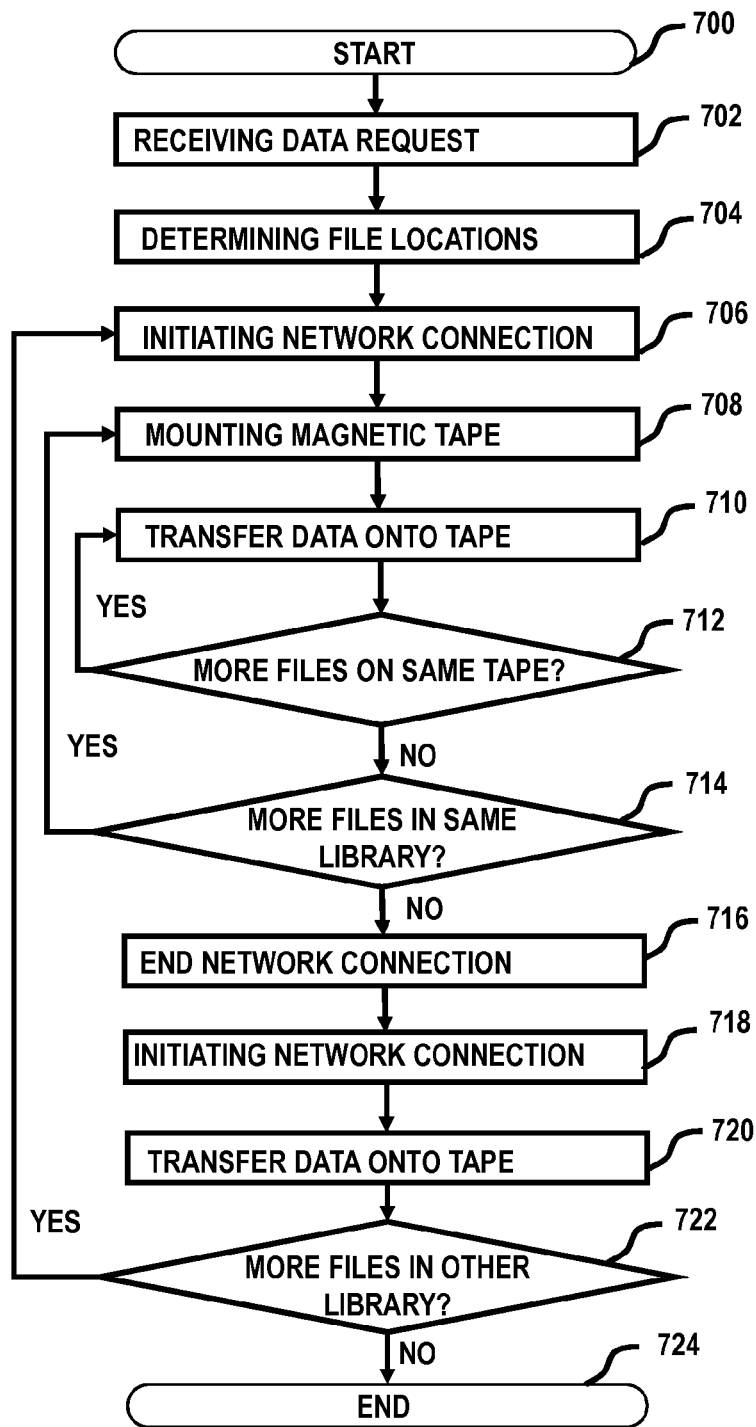 700
START
702
RECEIVING DATA REQUEST
704
DETERMINING FILE LOCATIONS
706
INITIATING NETWORK CONNECTION
708
MOUNTING MAGNETIC TAPE
710
TRANSFER DATA ONTO TAPE
YES
712
MORE FILES ON SAME TAPE?
YES
NO
714
MORE FILES IN SAME
LIBRARY?
NO
716
END NETWORK CONNECTION
718
INITIATING NETWORK CONNECTION
720
TRANSFER DATA ONTO TAPE
YES
722
MORE FILES IN OTHER
LIBRARY?
NO
724
END